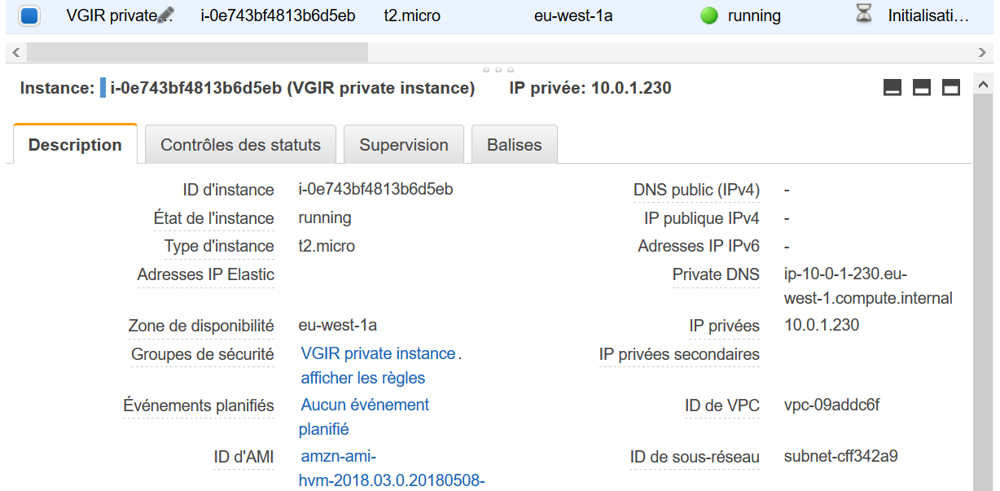 VGIR private... i-0e743bf4813b6d5eb t2.micro eu-west-1a running Initialisati...
Instance: i-0e743bf4813b6d5eb (VGIR private instance) IP privée: 10.0.1.230
Description Contrôles des statuts Supervision Balises
ID d'instance i-0e743bf4813b6d5eb DNS public (IPv4) -
État de l'instance running IP publique IPv4 -
Type d'instance t2.micro Adresses IP IPv6 -
Adresses IP Elastic Private DNS ip-10-0-1-230.eu-
west-1.compute.internal
Zone de disponibilité eu-west-1a IP privées 10.0.1.230
Groupes de sécurité VGIR private instance. IP privées secondaires
afficher les règles
Événements planifiés Aucun événement ID de VPC vpc-09addc6f
planifié
ID d'AMI amzn-ami- ID de sous-réseau subnet-cff342a9
hvm-2018.03.0.20180508-